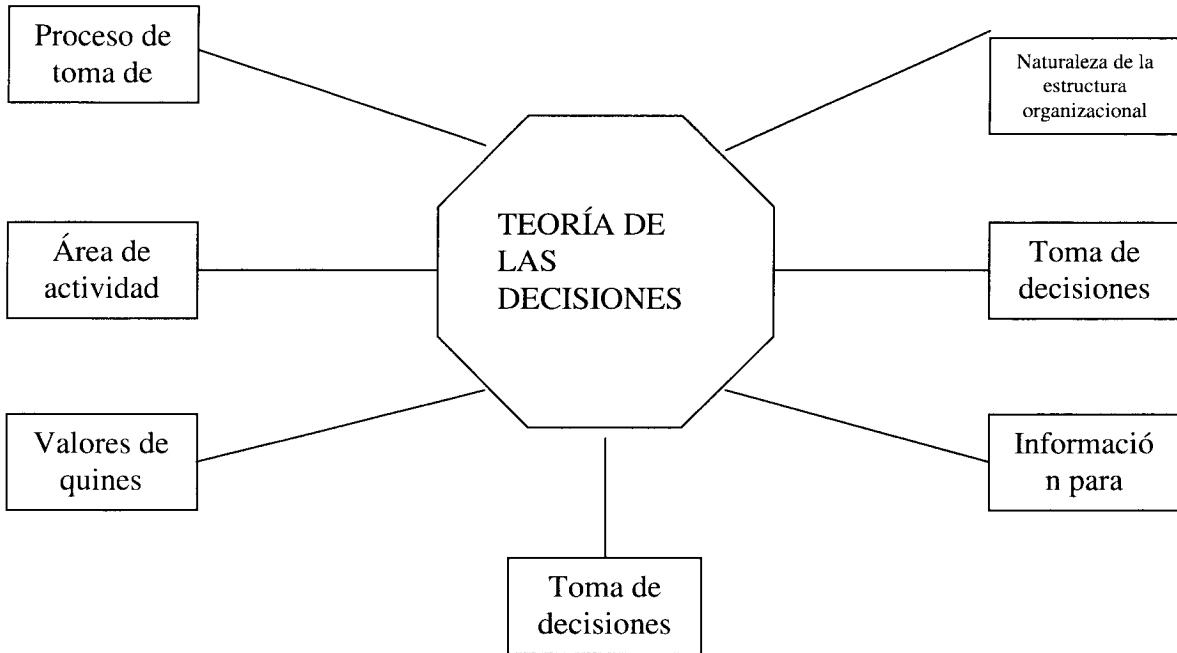 Proceso de
toma de
Naturaleza de la
estructura
organizacional
TEORÍA DE
LAS
DECISIONES
Área de
actividad
Toma de
decisiones
Valores de
quines
Informació
n para
Toma de
decisiones